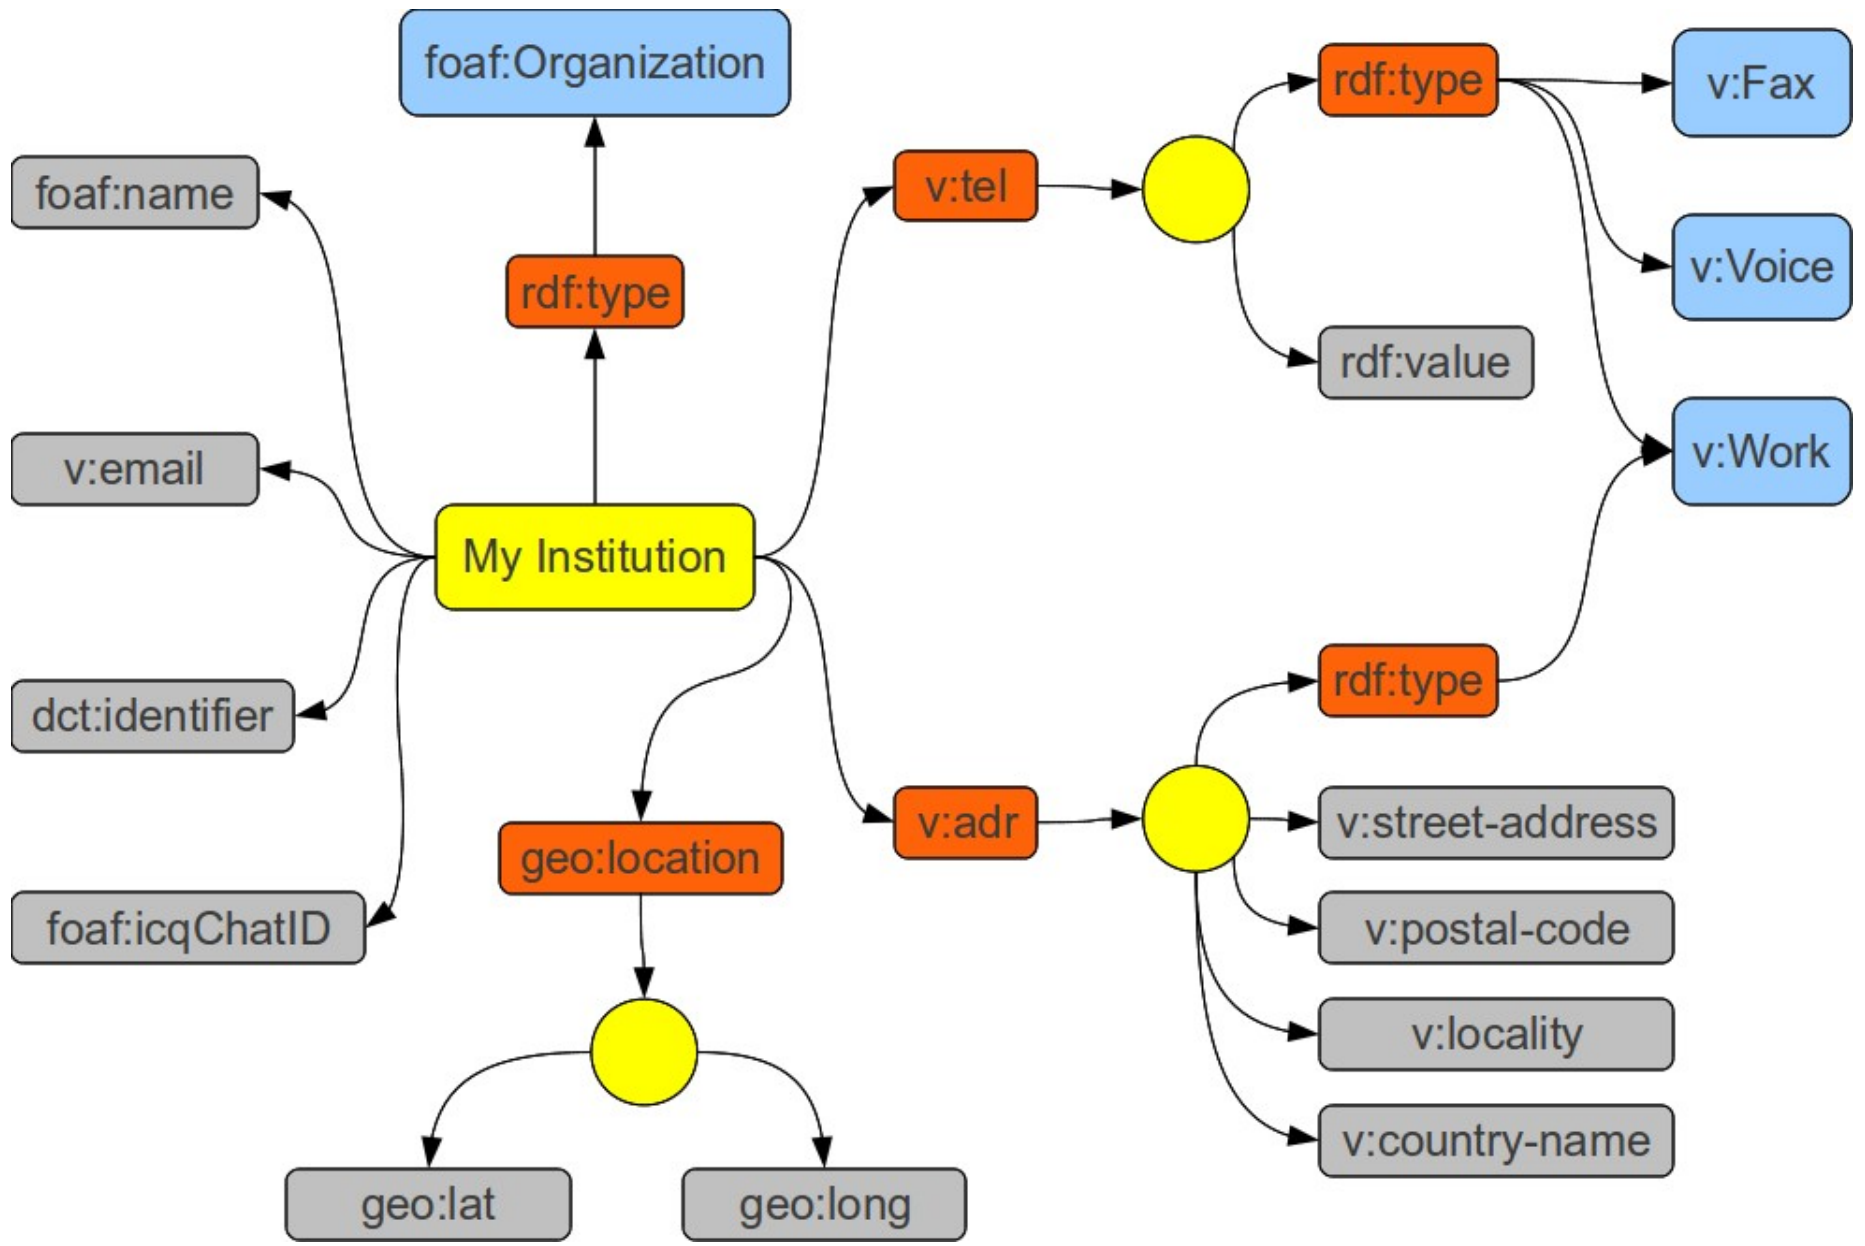 foaf:Organization
rdf:type
v:Fax
foaf:name
v:tel
v:Voice
rdf:type
rdf:value
v:email
v:Work
My Institution
dct:identifier
rdf:type
geo:location
v:adr
v:street-address
foaf:icqChatID
v:postal-code
v:locality
v:country-name
geo:lat
geo:long